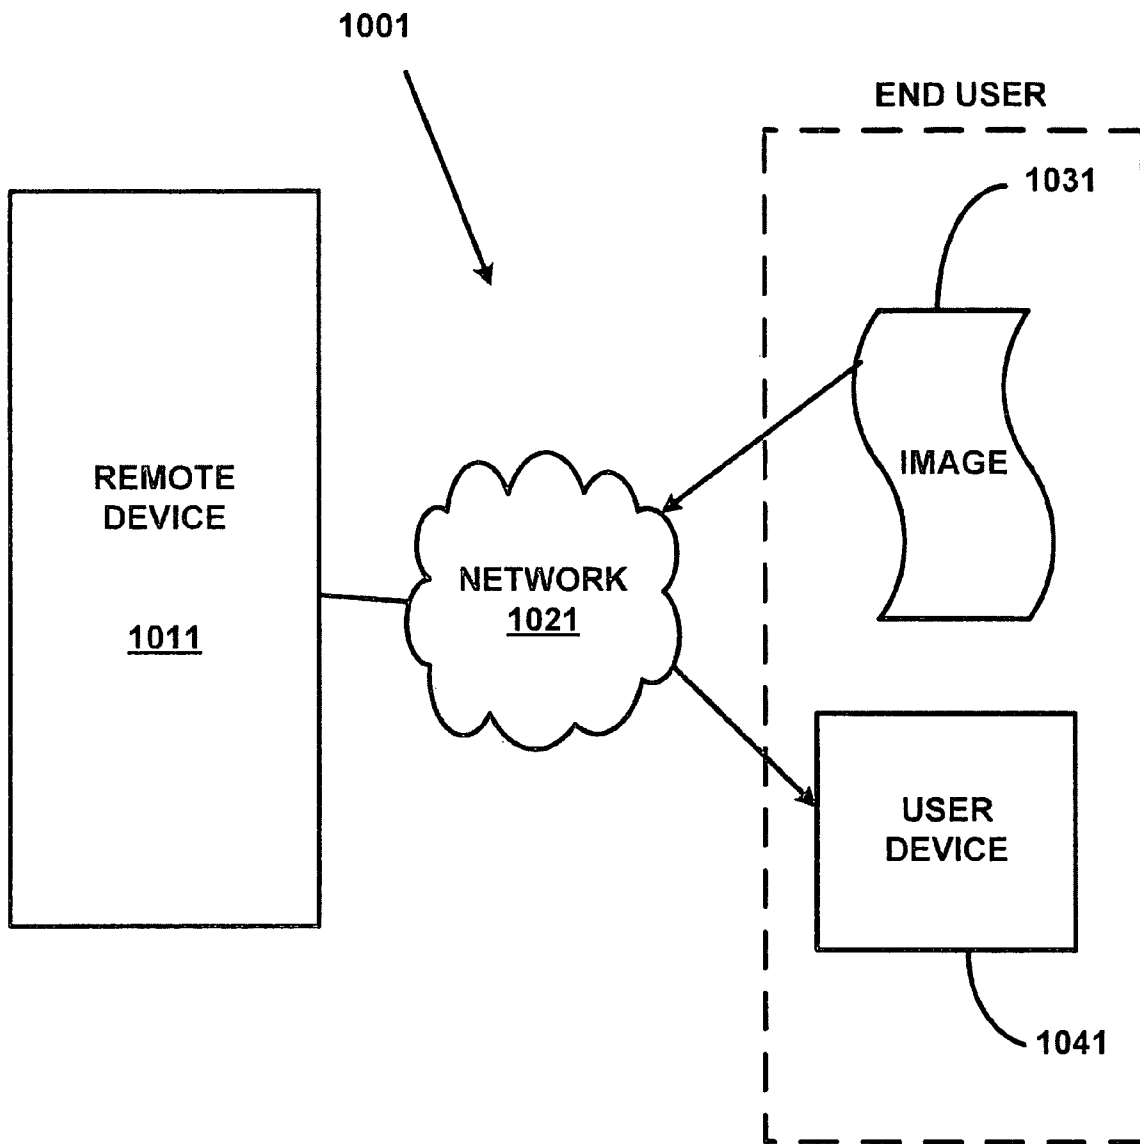 1001
END USER
1031
REMOTE
DEVICE
1011
NETWORK
1021
IMAGE
USER
DEVICE
1041